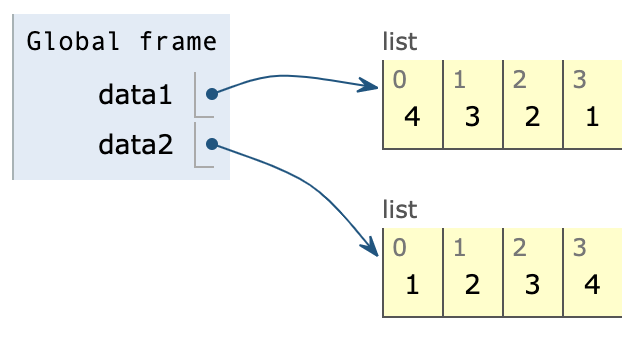 Global frame
data1
data2
list
0 1 2 3
4 3 2 1
list
0 1 2 3
1 2 3 4